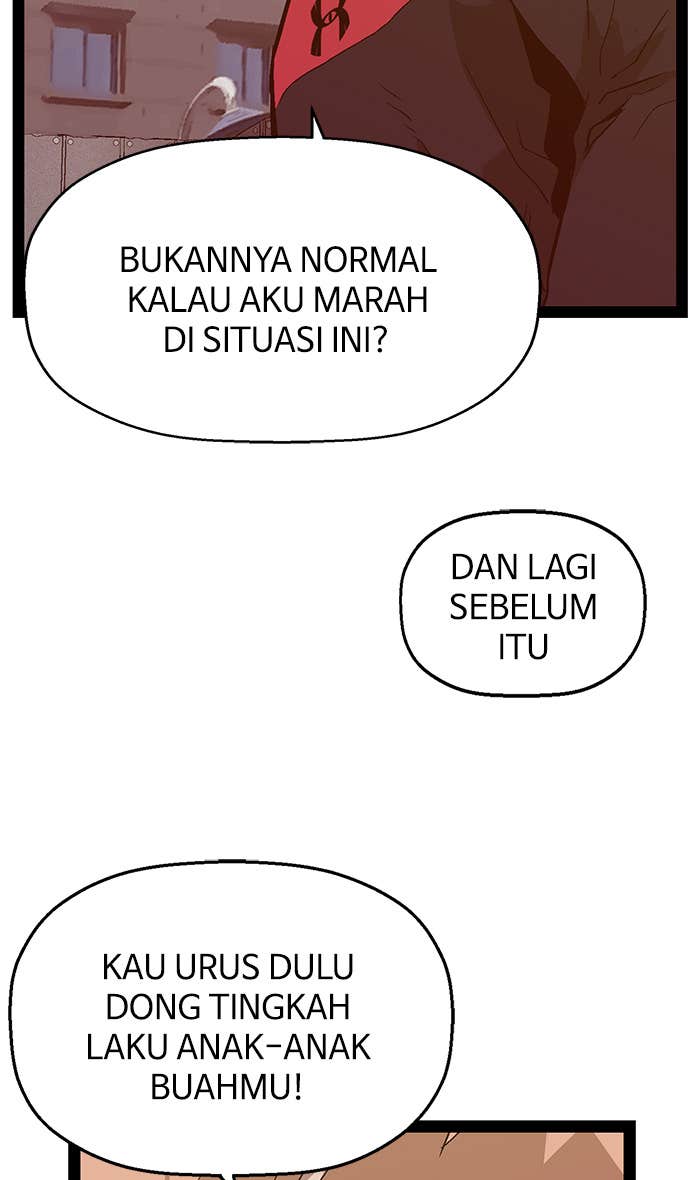 BUKANNYA NORMAL
KALAU AKU MARAH
DI SITUASI INI?
DAN LAGI
SEBELUM
ITU
KAU URUS DULU
DONG TINGKAH
LAKU ANAK-ANAK
BUAHMU!